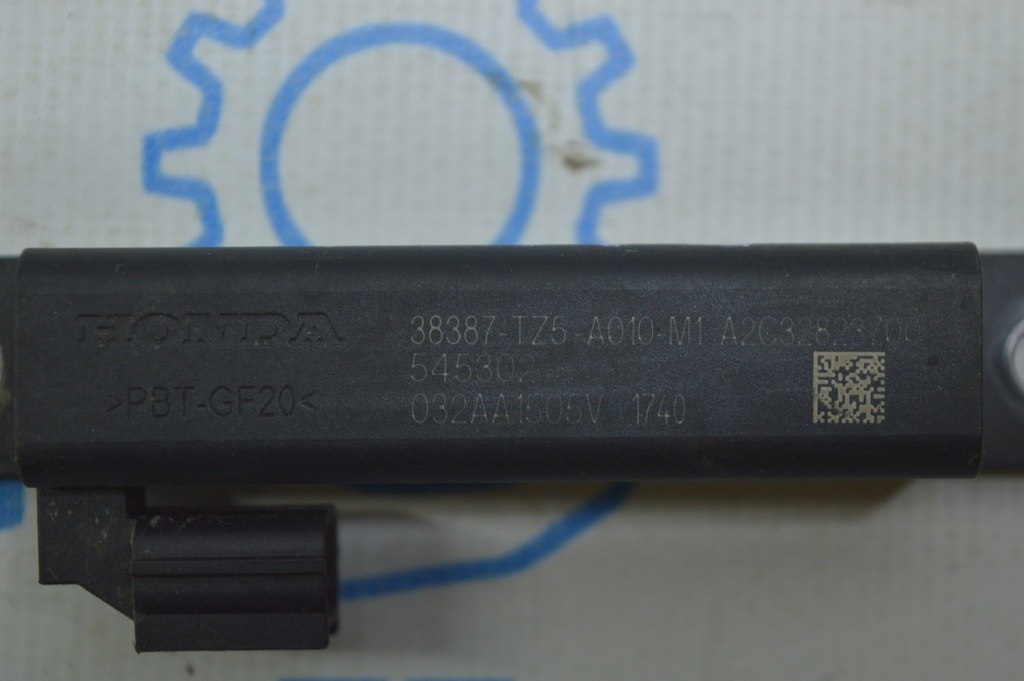 HONDA
>PBT-GF20<
38387-TZ5-A010-M1 A2C32823700
545302
032AA1505V 1740